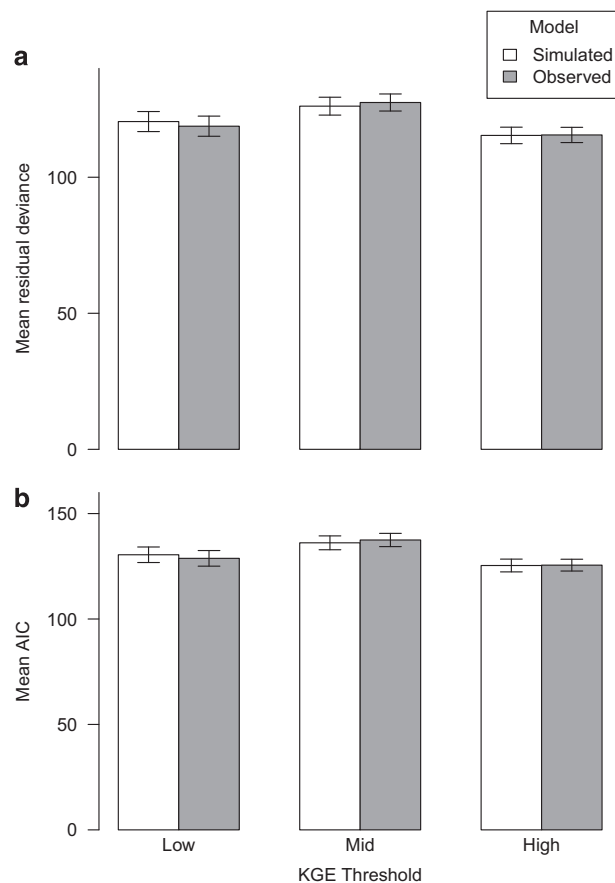 Model
Simulated
Observed
a
Mean residual deviance
100
50
0
b
Mean AIC
150
100
50
0
Low
Mid
High
KGE Threshold